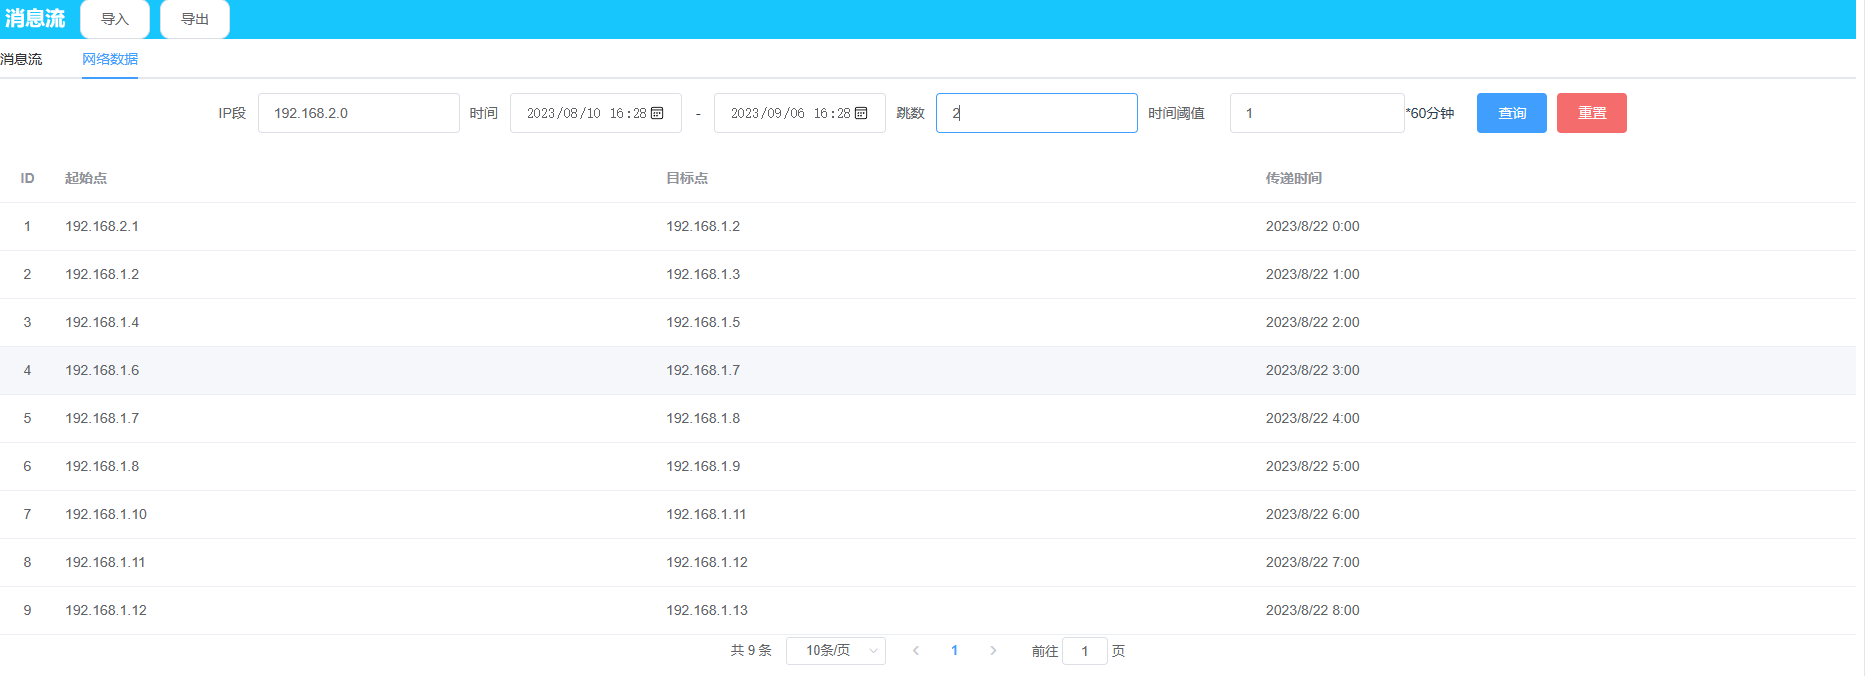 消息流 导入 导出
消息流 网络数据
IP段 192.168.2.0 时间 2023/08/10 16:28 - 2023/09/06 16:28 跳数 2 时间阈值 1 *60分钟 查询 重置
ID 起始点 目标点 传递时间
1 192.168.2.1 192.168.1.2 2023/8/22 0:00
2 192.168.1.2 192.168.1.3 2023/8/22 1:00
3 192.168.1.4 192.168.1.5 2023/8/22 2:00
4 192.168.1.6 192.168.1.7 2023/8/22 3:00
5 192.168.1.7 192.168.1.8 2023/8/22 4:00
6 192.168.1.8 192.168.1.9 2023/8/22 5:00
7 192.168.1.10 192.168.1.11 2023/8/22 6:00
8 192.168.1.11 192.168.1.12 2023/8/22 7:00
9 192.168.1.12 192.168.1.13 2023/8/22 8:00
共 9 条 10条/页 1 前往 1 页